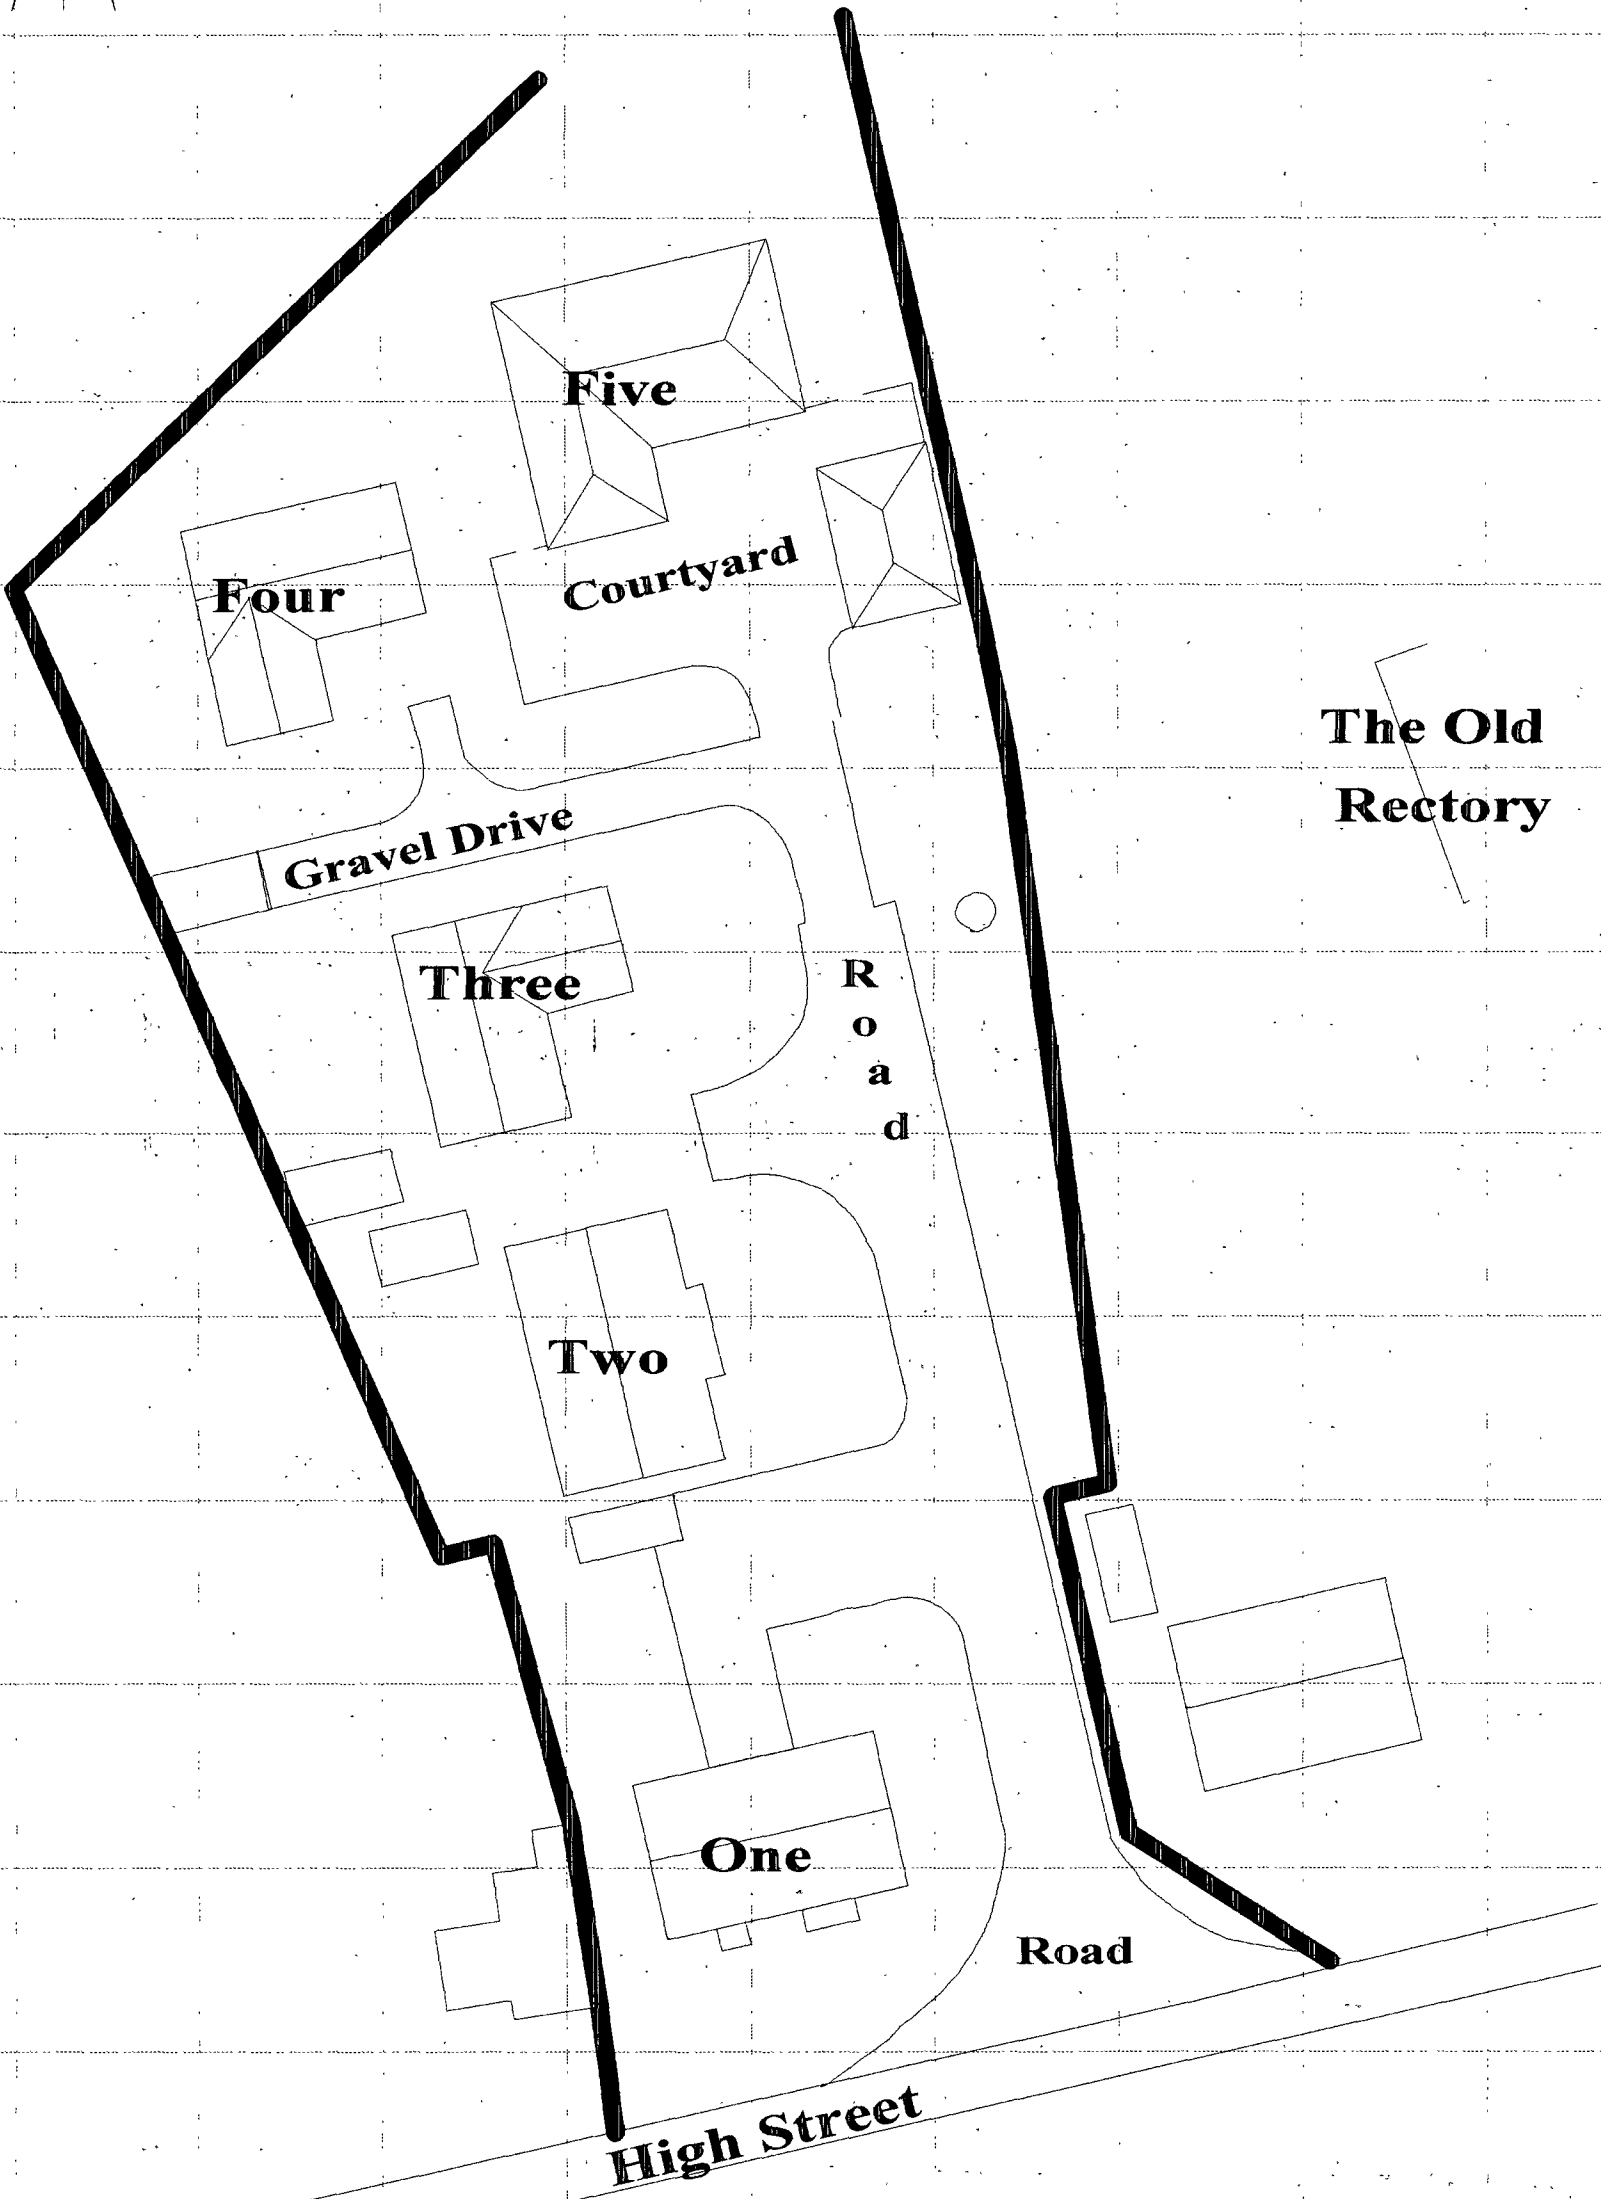 Five
Courtyard
Four
The Old
Rectory
Gravel Drive
Three
R
o
a
d
Two
One
Road
High Street